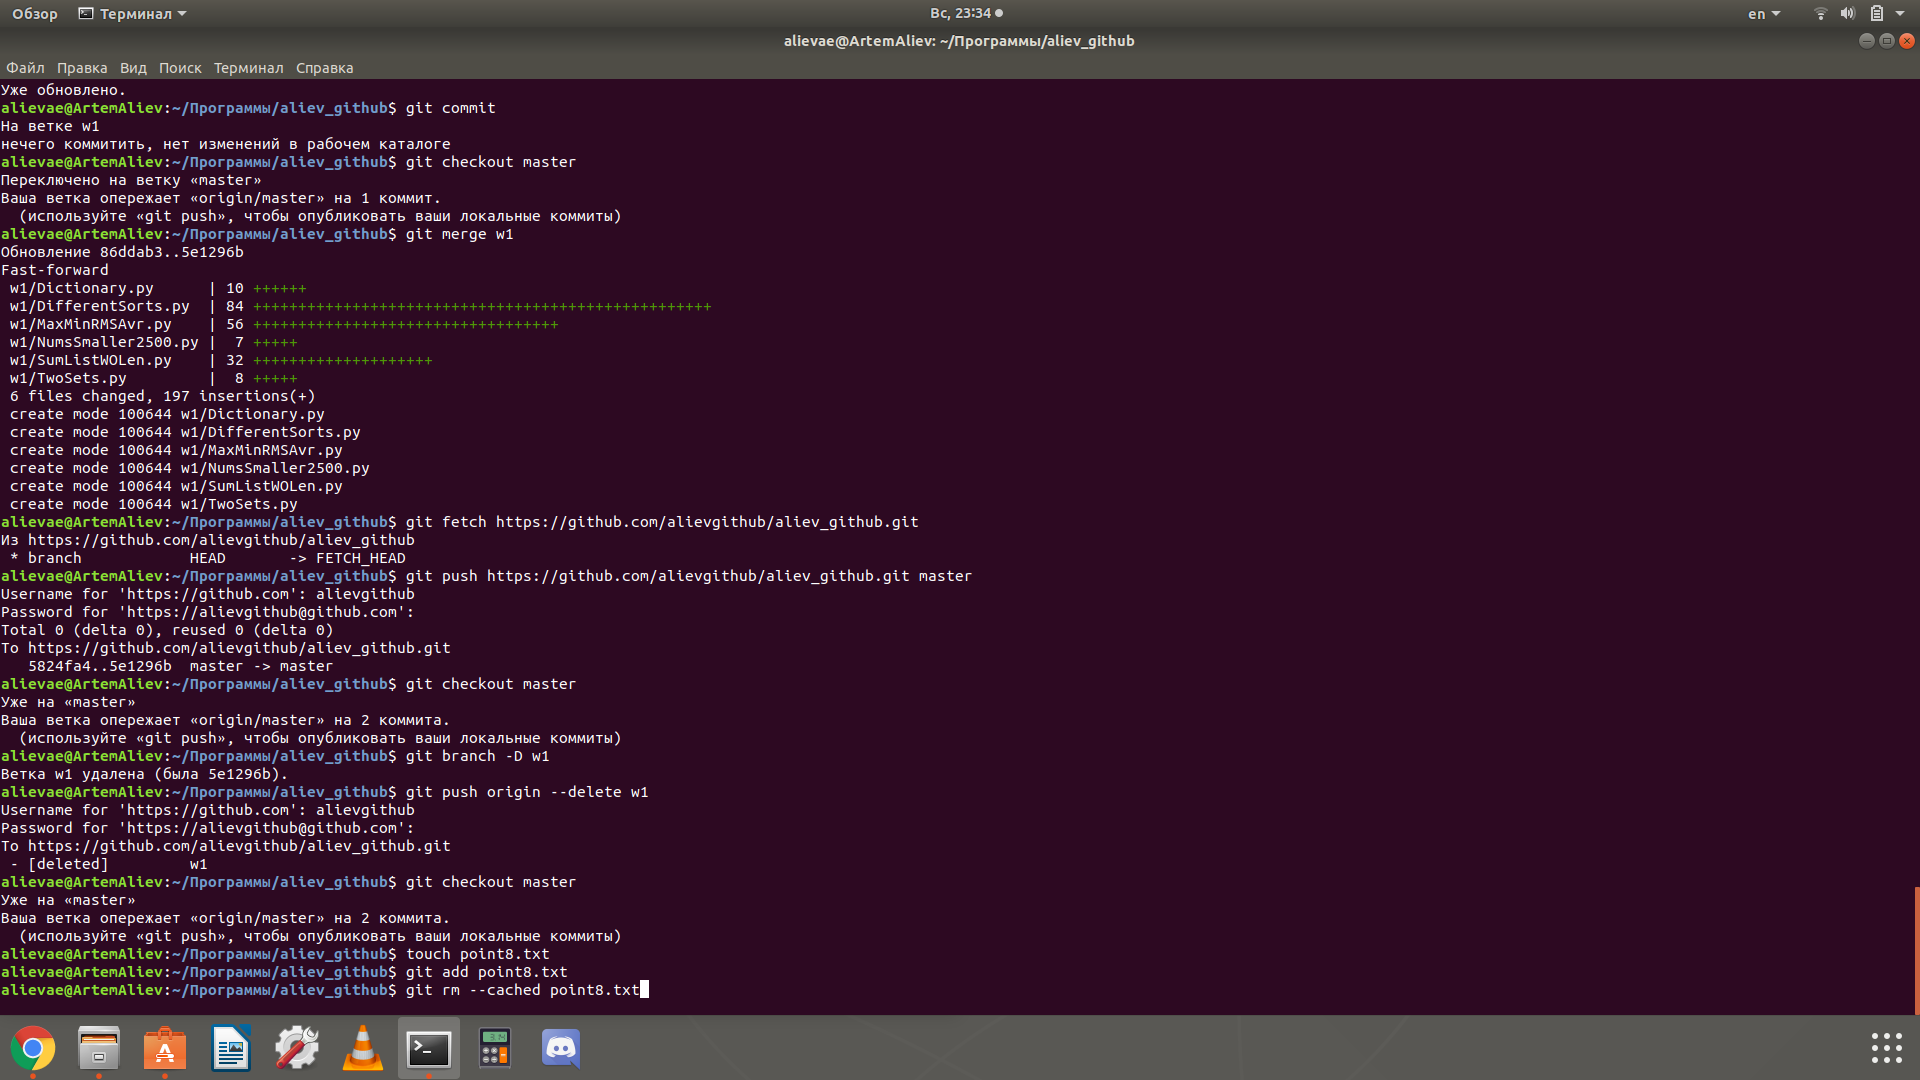 Обзор Терминал Вс, 23:34 en
alievae@ArtemAliev: ~/Программы/aliev_github
Файл Правка Вид Поиск Терминал Справка
Уже обновлено.
alievae@ArtemAliev:~/Программы/aliev_github$ git commit
На ветке w1
нечего коммитить, нет изменений в рабочем каталоге
alievae@ArtemAliev:~/Программы/aliev_github$ git checkout master
Переключено на ветку «master»
Ваша ветка опережает «origin/master» на 1 коммит.
  (используйте «git push», чтобы опубликовать ваши локальные коммиты)
alievae@ArtemAliev:~/Программы/aliev_github$ git merge w1
Обновление 86ddab3..5e1296b
Fast-forward
 w1/Dictionary.py      | 10 ++++++
 w1/DifferentSorts.py  | 84 +++++++++++++++++++++++++++++++++++++++++++++++++++
 w1/MaxMinRMSAvr.py    | 56 ++++++++++++++++++++++++++++++++++
 w1/NumsSmaller2500.py |  7 +++++
 w1/SumListWOLen.py    | 32 ++++++++++++++++++++
 w1/TwoSets.py         |  8 +++++
 6 files changed, 197 insertions(+)
 create mode 100644 w1/Dictionary.py
 create mode 100644 w1/DifferentSorts.py
 create mode 100644 w1/MaxMinRMSAvr.py
 create mode 100644 w1/NumsSmaller2500.py
 create mode 100644 w1/SumListWOLen.py
 create mode 100644 w1/TwoSets.py
alievae@ArtemAliev:~/Программы/aliev_github$ git fetch https://github.com/alievgithub/aliev_github.git
Из https://github.com/alievgithub/aliev_github
 * branch            HEAD       -> FETCH_HEAD
alievae@ArtemAliev:~/Программы/aliev_github$ git push https://github.com/alievgithub/aliev_github.git master
Username for 'https://github.com': alievgithub
Password for 'https://alievgithub@github.com':
Total 0 (delta 0), reused 0 (delta 0)
To https://github.com/alievgithub/aliev_github.git
   5824fa4..5e1296b  master -> master
alievae@ArtemAliev:~/Программы/aliev_github$ git checkout master
Уже на «master»
Ваша ветка опережает «origin/master» на 2 коммита.
  (используйте «git push», чтобы опубликовать ваши локальные коммиты)
alievae@ArtemAliev:~/Программы/aliev_github$ git branch -D w1
Ветка w1 удалена (была 5e1296b).
alievae@ArtemAliev:~/Программы/aliev_github$ git push origin --delete w1
Username for 'https://github.com': alievgithub
Password for 'https://alievgithub@github.com':
To https://github.com/alievgithub/aliev_github.git
 - [deleted]         w1
alievae@ArtemAliev:~/Программы/aliev_github$ git checkout master
Уже на «master»
Ваша ветка опережает «origin/master» на 2 коммита.
  (используйте «git push», чтобы опубликовать ваши локальные коммиты)
alievae@ArtemAliev:~/Программы/aliev_github$ touch point8.txt
alievae@ArtemAliev:~/Программы/aliev_github$ git add point8.txt
alievae@ArtemAliev:~/Программы/aliev_github$ git rm --cached point8.txt
3.14